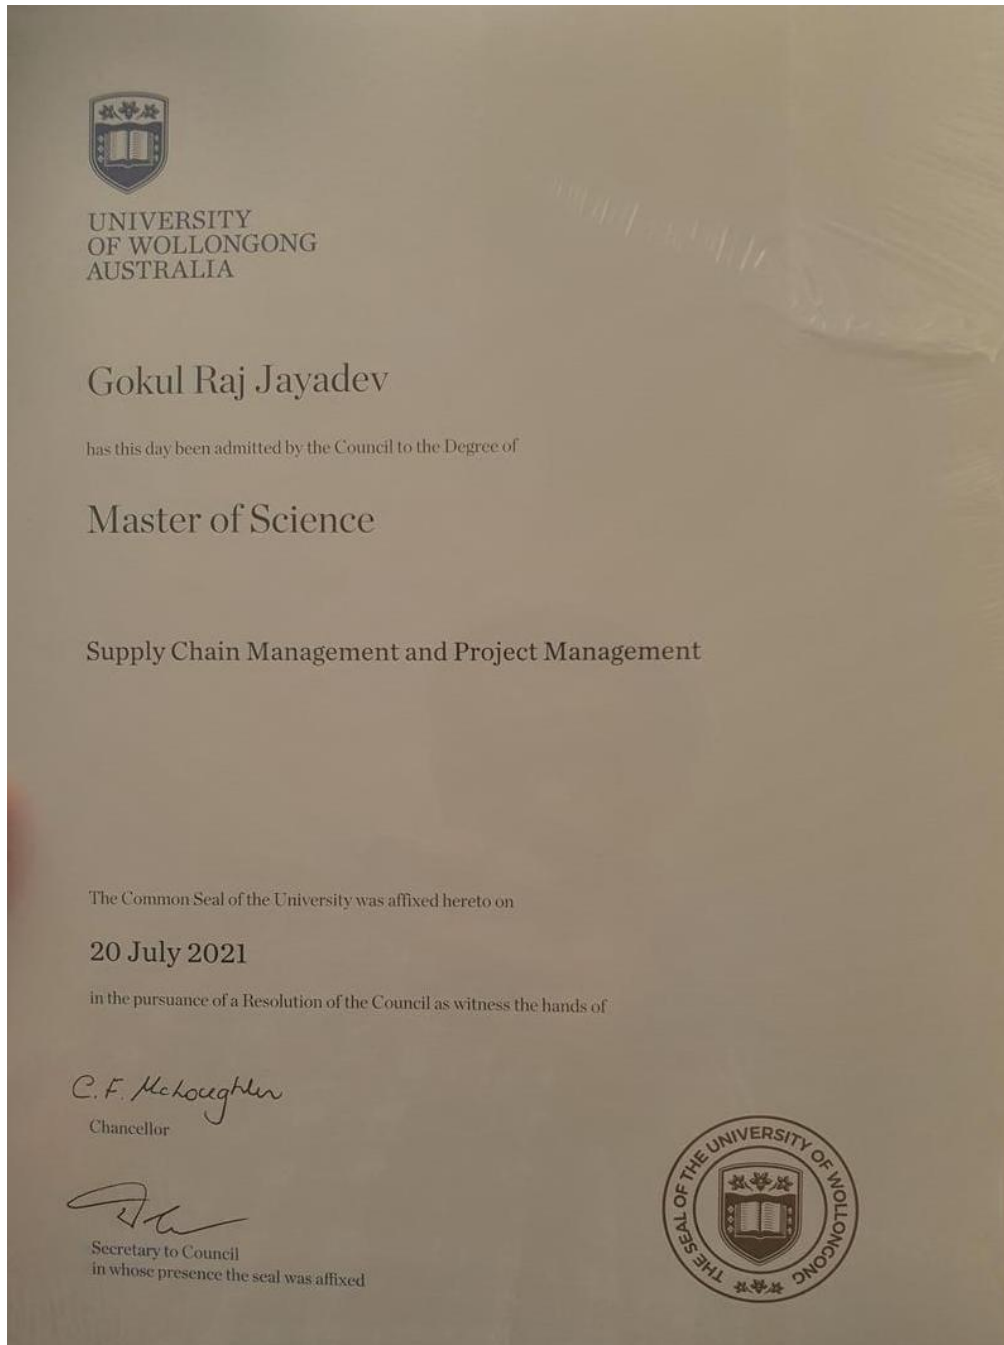 UNIVERSITY
OF WOLLONGONG
AUSTRALIA
Gokul Raj Jayadev
has this day been admitted by the Council to the Degree of
Master of Science
Supply Chain Management and Project Management
The Common Seal of the University was affixed hereto on
20 July 2021
in the pursuance of a Resolution of the Council as witness the hands of
C. F. McLoughlin
Chancellor
Secretary to Council
in whose presence the seal was affixed
THE SEAL OF THE UNIVERSITY OF WOLLONGONG